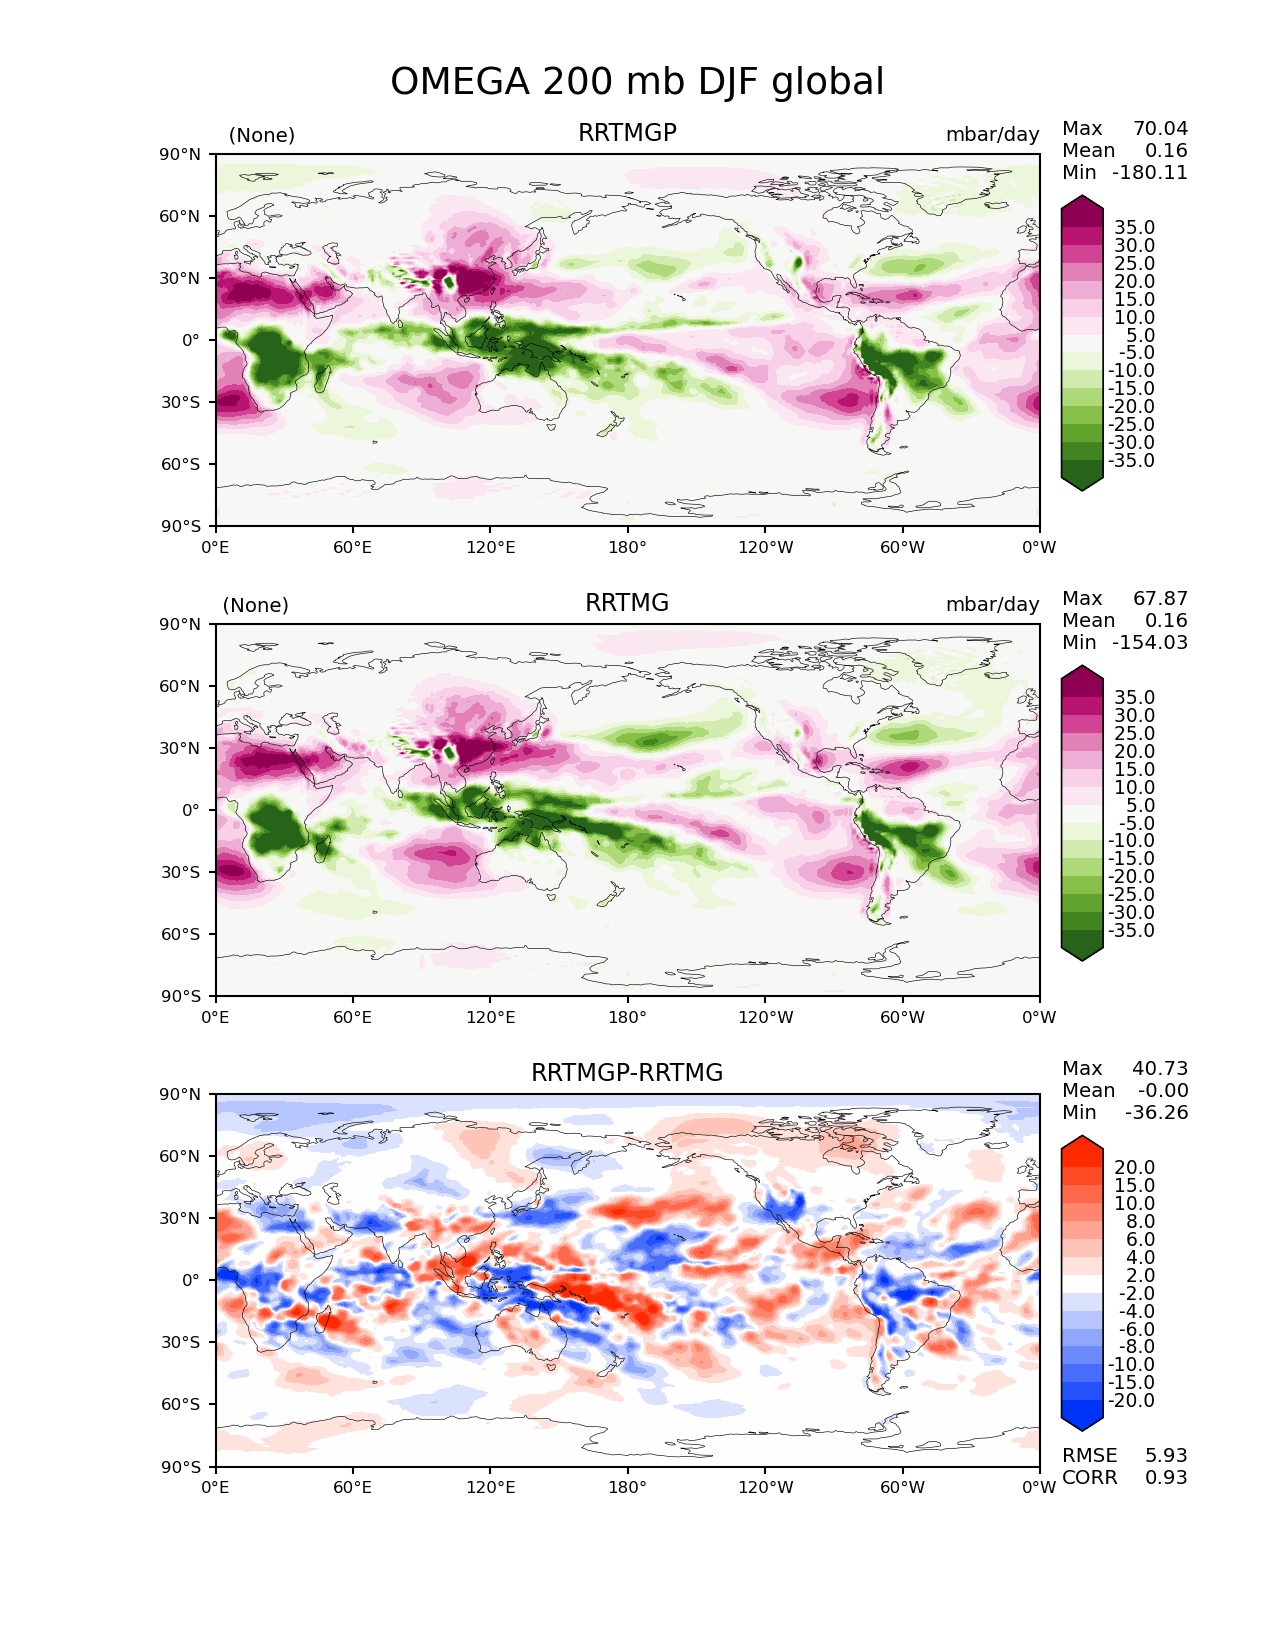 OMEGA 200 mb DJF global
(None) RRTMGP mbar/day
Max 70.04
Mean 0.16
Min -180.11
90°N
60°N
30°N
0°
30°S
60°S
90°S
0°E 60°E 120°E 180° 120°W 60°W 0°W
35.0
30.0
25.0
20.0
15.0
10.0
5.0
-5.0
-10.0
-15.0
-20.0
-25.0
-30.0
-35.0
(None) RRTMG mbar/day
Max 67.87
Mean 0.16
Min -154.03
90°N
60°N
30°N
0°
30°S
60°S
90°S
0°E 60°E 120°E 180° 120°W 60°W 0°W
35.0
30.0
25.0
20.0
15.0
10.0
5.0
-5.0
-10.0
-15.0
-20.0
-25.0
-30.0
-35.0
RRTMGP-RRTMG
Max 40.73
Mean -0.00
Min -36.26
90°N
60°N
30°N
0°
30°S
60°S
90°S
0°E 60°E 120°E 180° 120°W 60°W 0°W
20.0
15.0
10.0
8.0
6.0
4.0
2.0
-2.0
-4.0
-6.0
-8.0
-10.0
-15.0
-20.0
RMSE 5.93
CORR 0.93